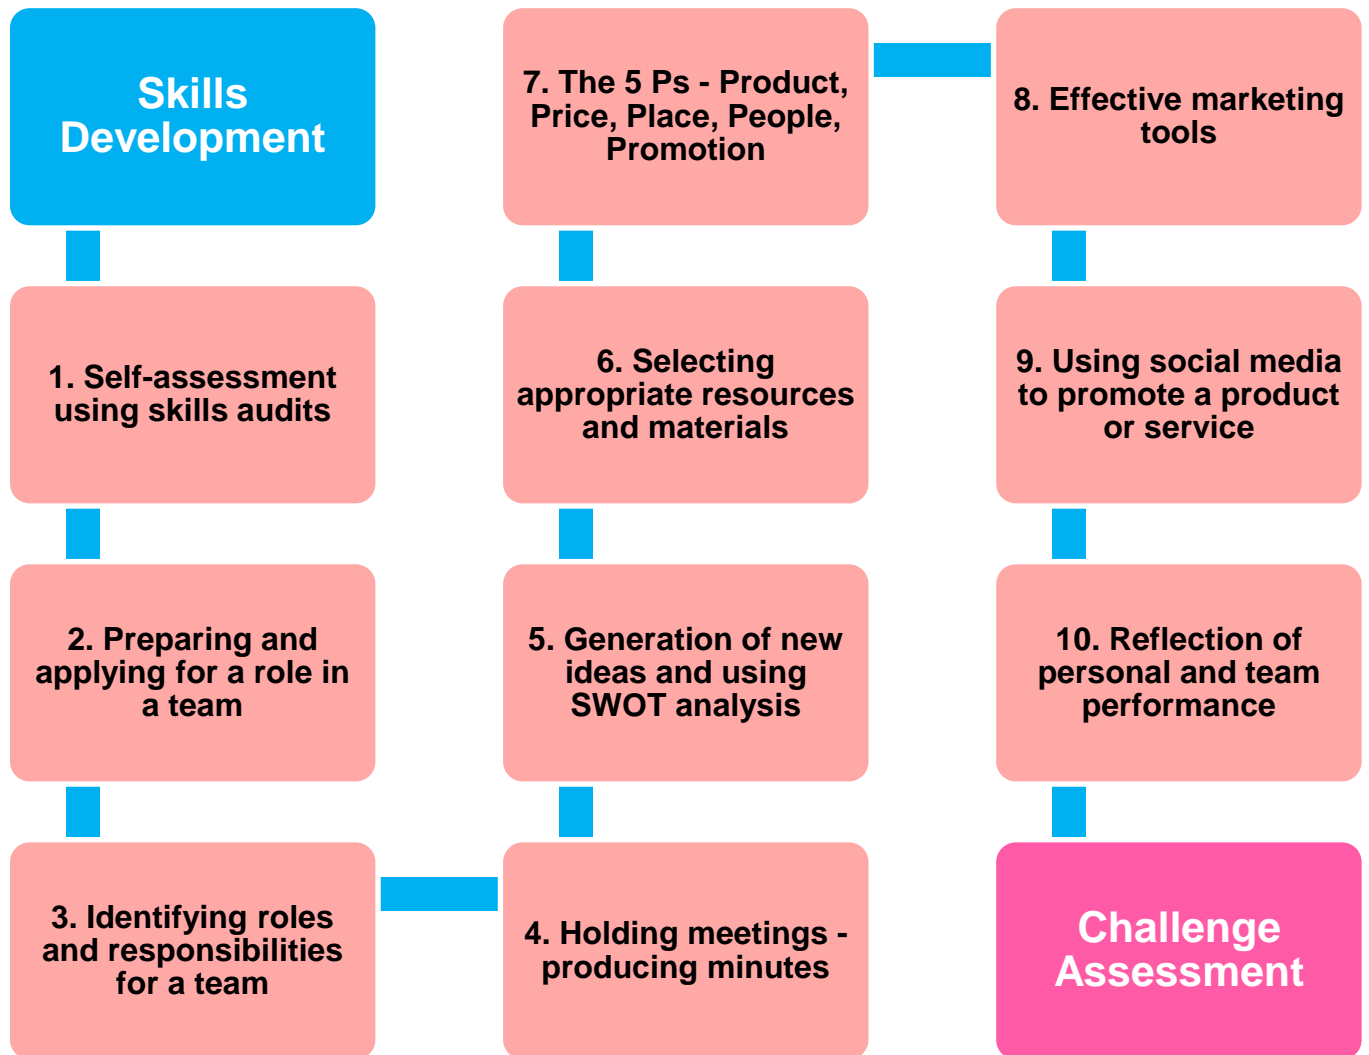 Skills
Development
1. Self-assessment
using skills audits
2. Preparing and
applying for a role in
a team
3. Identifying roles
and responsibilities
for a team
4. Holding meetings -
producing minutes
5. Generation of new
ideas and using
SWOT analysis
6. Selecting
appropriate resources
and materials
7. The 5 Ps - Product,
Price, Place, People,
Promotion
8. Effective marketing
tools
9. Using social media
to promote a product
or service
10. Reflection of
personal and team
performance
Challenge
Assessment